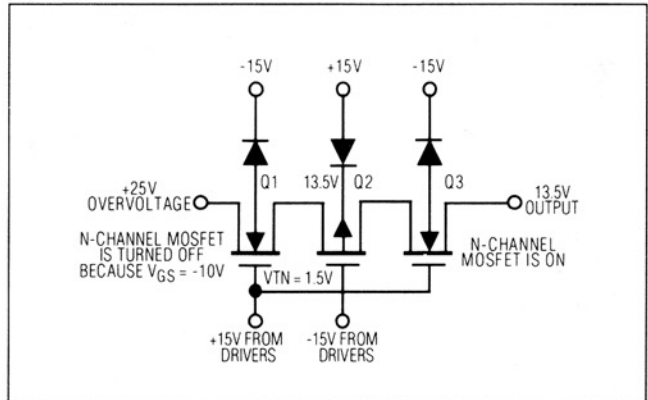 -15V
+15V
-15V
Q1
13.5V
Q2
Q3
+25V
OVERVOLTAGE
13.5V
OUTPUT
N-CHANNEL MOSFET
IS TURNED OFF
BECAUSE VGS = -10V
VTN = 1.5V
N-CHANNEL
MOSFET IS ON
+15V FROM
DRIVERS
-15V FROM
DRIVERS